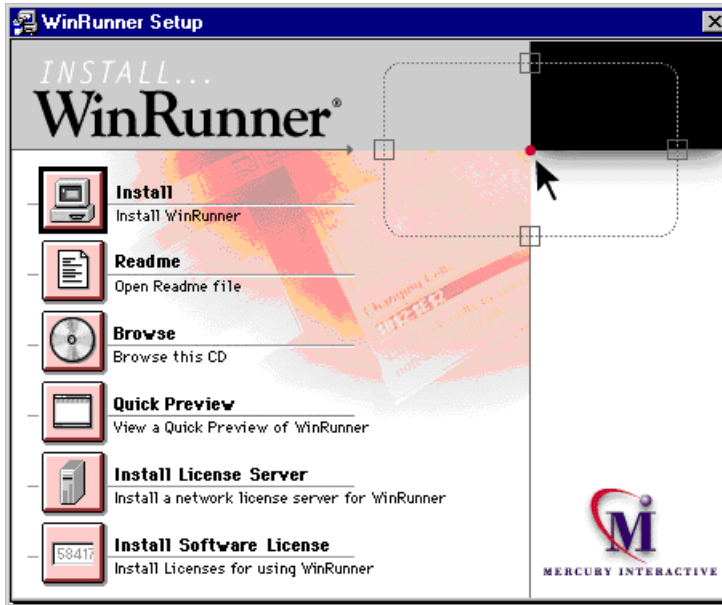 WinRunner Setup
INSTALL...
WinRunner®
Install
Install WinRunner
Readme
Open Readme file
Browse
Browse this CD
Quick Preview
View a Quick Preview of WinRunner
Install License Server
Install a network license server for WinRunner
58417
Install Software License
Install Licenses for using WinRunner
M
MERCURY INTERACTIVE